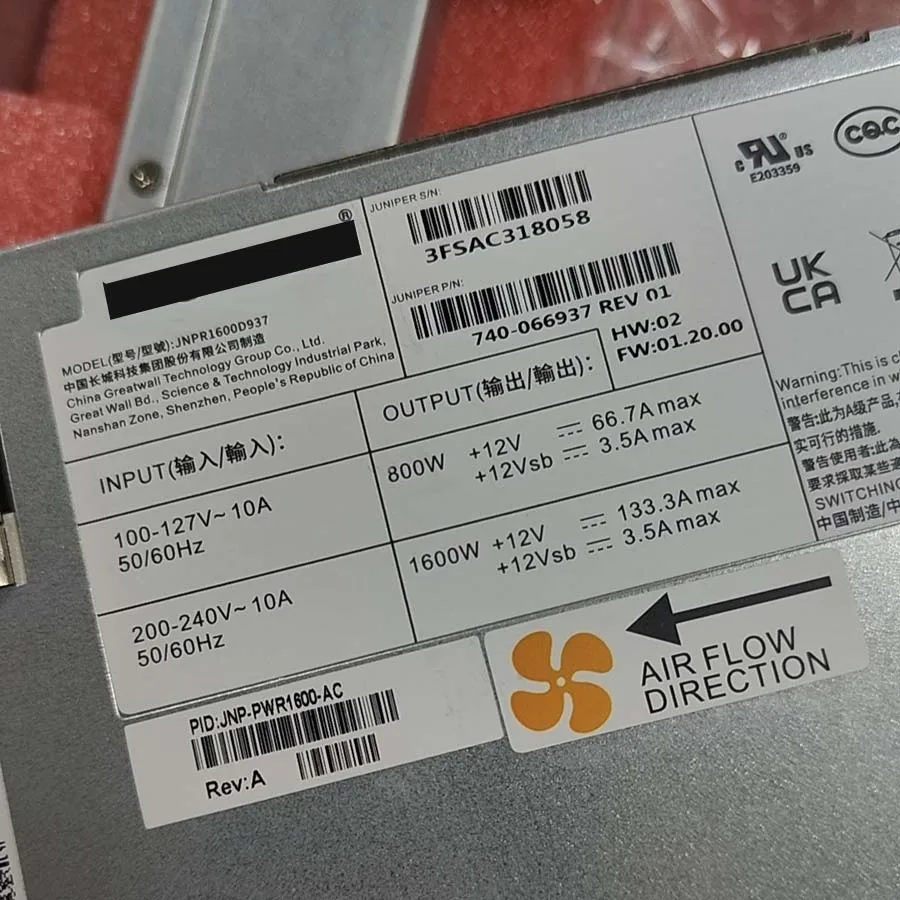 ®
MODEL(型号/型號):JNPR1600D937
中国长城科技集团股份有限公司制造
China Greatwall Technology Group Co., Ltd.
Great Wall Bd., Science & Technology Industrial Park,
Nanshan Zone, Shenzhen, People's Republic of China
JUNIPER S/N:
3FSAC318058
JUNIPER P/N:
740-066937 REV 01
HW:02
FW:01.20.00
INPUT(输入/輸入):
OUTPUT(输出/輸出):
100-127V~ 10A
50/60Hz
800W +12V ⎓ 66.7A max
+12Vsb ⎓ 3.5A max
200-240V~ 10A
50/60Hz
1600W +12V ⎓ 133.3A max
+12Vsb ⎓ 3.5A max
c RU® US
E203359
CQC
UK
CA
Warning:This is
interference in
警告:此为A级产品,
实可行的措施.
警告使用者:此為
要求採取某些適
SWITCHING
中国制造/中
PID:JNP-PWR1600-AC
Rev:A
AIR FLOW
DIRECTION